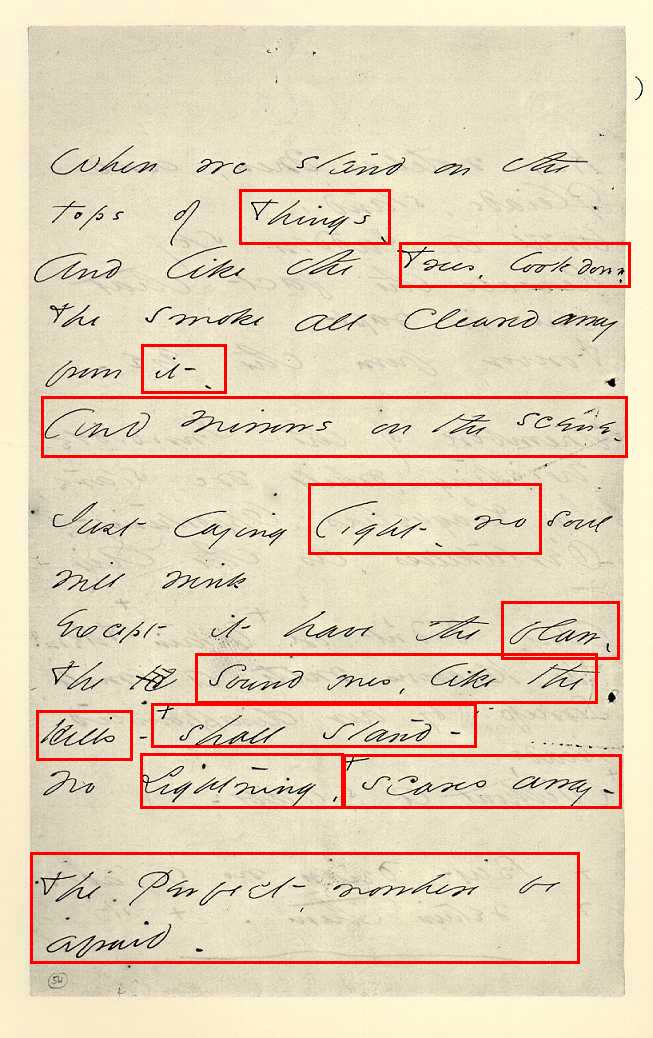 When we stand on the
tops of Things,
And like the Trees, look down,
The smoke all cleared away
from it -
And Mirrors on the scene -
Just laying light - no soul
will wink
Except it have the flaw -
The Sound ones, like the
Hills - + shall stand -
No Lightning, + scares away -
The Perfect, nowhere be
afraid -
54